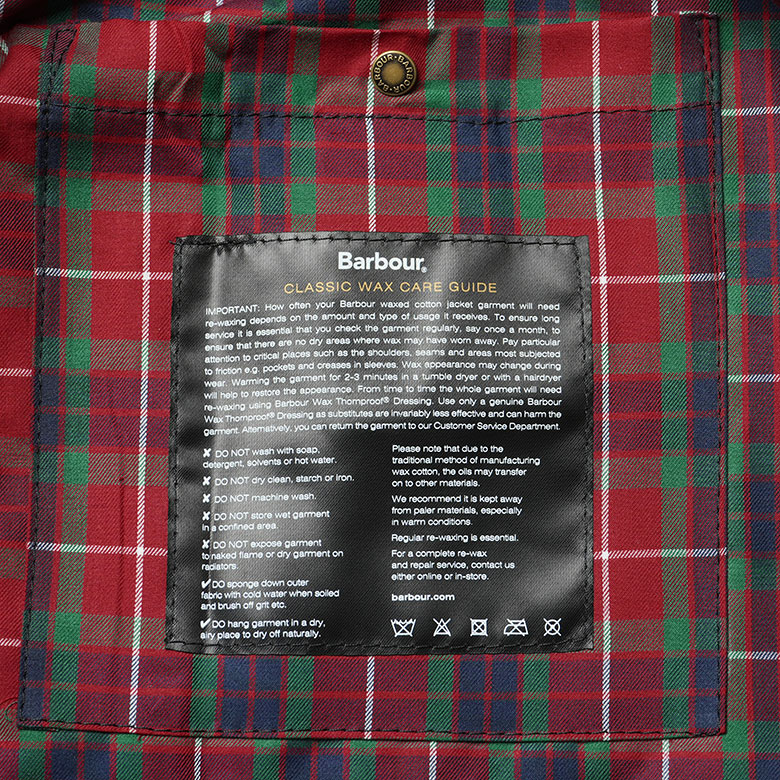 BARBOUR·BARBOUR·
Barbour®
CLASSIC WAX CARE GUIDE
IMPORTANT: How often your Barbour waxed cotton jacket garment will need
re-waxing depends on the amount and type of usage it receives. To ensure long
service it is essential that you check the garment regularly, say once a month, to
ensure that there are no dry areas where wax may have worn away. Pay particular
attention to critical places such as the shoulders, seams and areas most subjected
to friction e.g. pockets and creases in sleeves. Wax appearance may change during
wear. Warming the garment for 2-3 minutes in a tumble dryer or with a hairdryer
will help to restore the appearance. From time to time the whole garment will need
re-waxing using Barbour Wax Thornproof® Dressing. Use only a genuine Barbour
Wax Thornproof® Dressing as substitutes are invariably less effective and can harm the
garment. Alternatively, you can return the garment to our Customer Service Department.
✘ DO NOT wash with soap,
detergent, solvents or hot water.
✘ DO NOT dry clean, starch or iron.
✘ DO NOT machine wash.
✘ DO NOT store wet garment
in a confined area.
✘ DO NOT expose garment
to naked flame or dry garment on
radiators.
✔ DO sponge down outer
fabric with cold water when soiled
and brush off grit etc.
✔ DO hang garment in a dry,
airy place to dry off naturally.
Please note that due to the
traditional method of manufacturing
wax cotton, the oils may transfer
on to other materials.
We recommend it is kept away
from paler materials, especially
in warm conditions.
Regular re-waxing is essential.
For a complete re-wax
and repair service, contact us
either online or in-store.
barbour.com